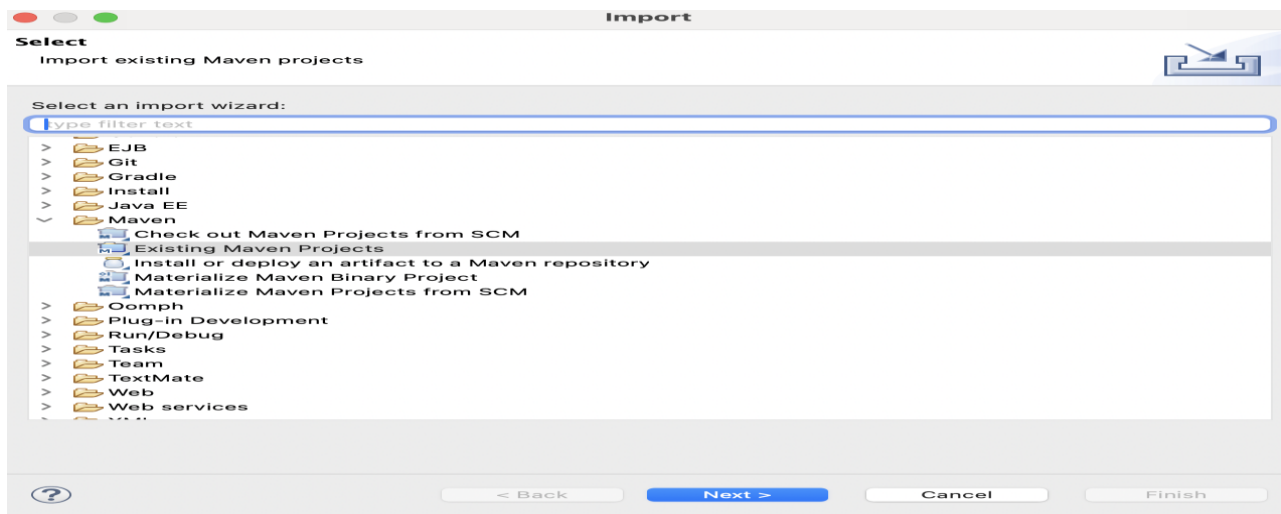 Import
Select
Import existing Maven projects
Select an import wizard:
type filter text
EJB
Git
Gradle
Install
Java EE
Maven
Check out Maven Projects from SCM
Existing Maven Projects
Install or deploy an artifact to a Maven repository
Materialize Maven Binary Project
Materialize Maven Projects from SCM
Oomph
Plug-in Development
Run/Debug
Tasks
Team
TextMate
Web
Web services
? < Back Next > Cancel Finish